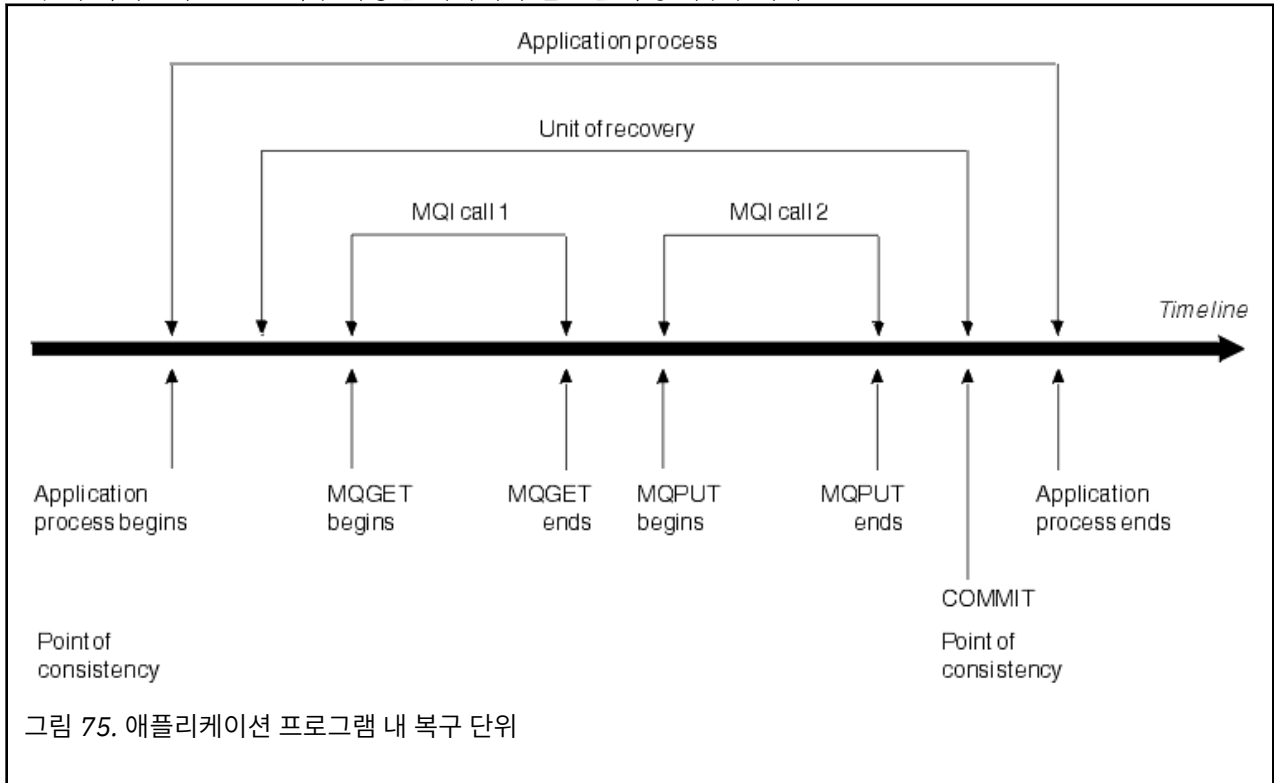 Application process
Unit of recovery
MQI call 1
MQI call 2
Timeline
Application
process begins
MQGET
begins
MQGET
ends
MQPUT
begins
MQPUT
ends
Application
process ends
COMMIT
Point of
consistency
Point of
consistency
그림 75. 애플리케이션 프로그램 내 복구 단위